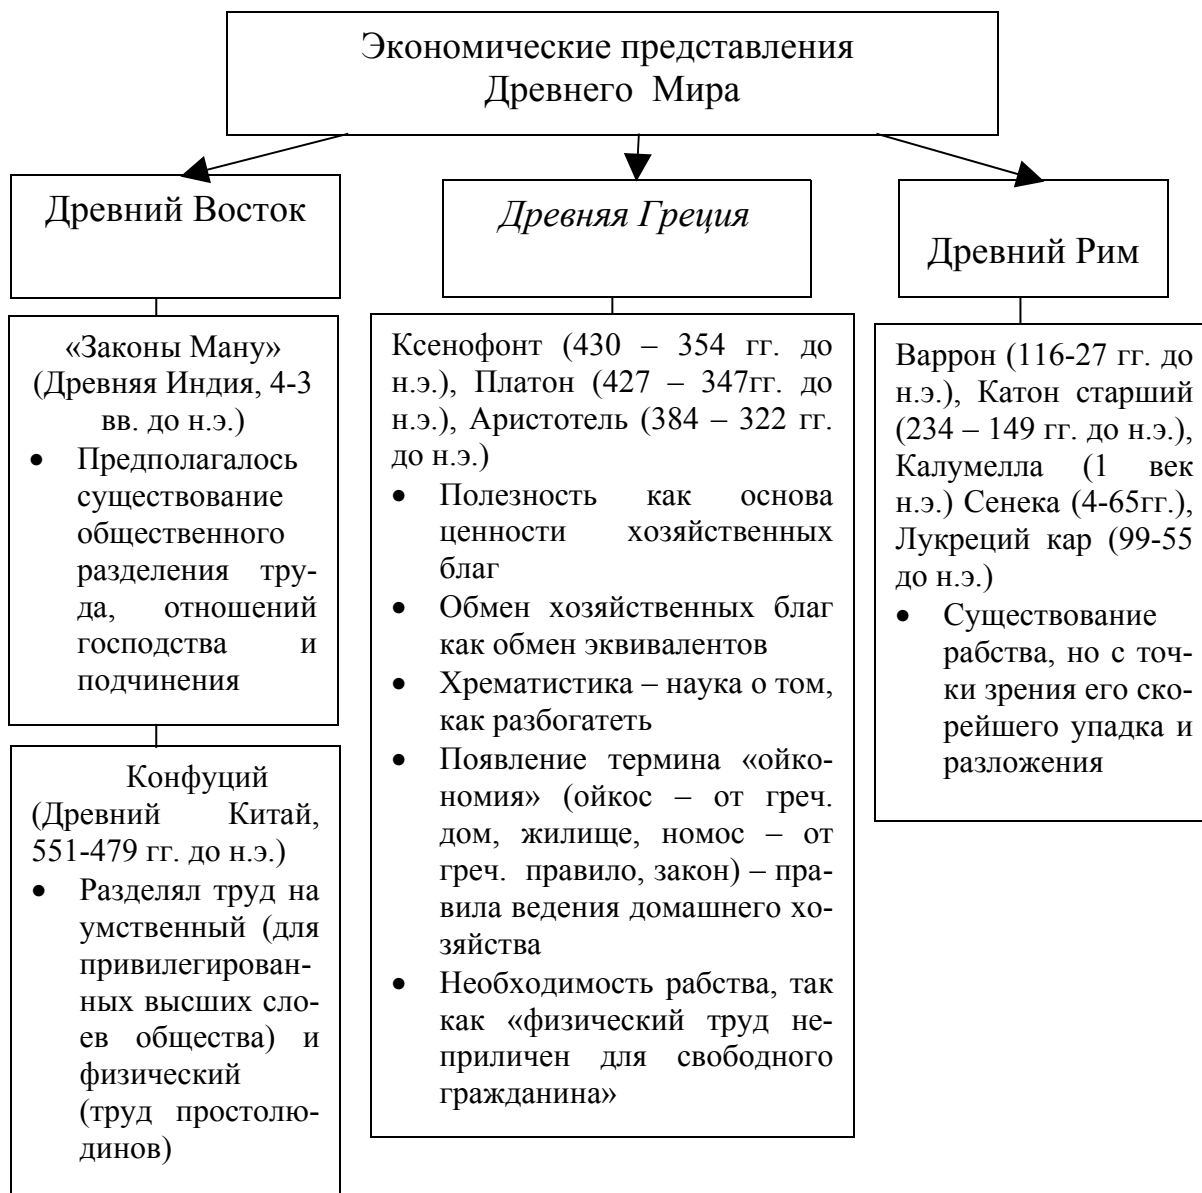 Экономические представления
Древнего Мира
Древний Восток
Древняя Греция
Древний Рим
«Законы Ману»
(Древняя Индия, 4-3
вв. до н.э.)
• Предполагалось
существование
общественного
разделения тру-
да, отношений
господства и
подчинения
Конфуций
(Древний Китай,
551-479 гг. до н.э.)
• Разделял труд на
умственный (для
привилегирован-
ных высших сло-
ев общества) и
физический
(труд простолю-
динов)
Ксенофонт (430 – 354 гг. до
н.э.), Платон (427 – 347гг. до
н.э.), Аристотель (384 – 322 гг.
до н.э.)
• Полезность как основа
ценности хозяйственных
благ
• Обмен хозяйственных благ
как обмен эквивалентов
• Хрематистика – наука о том,
как разбогатеть
• Появление термина «ойко-
номия» (ойкос – от греч.
дом, жилище, номос – от
греч. правило, закон) – пра-
вила ведения домашнего хо-
зяйства
• Необходимость рабства, так
как «физический труд не-
приличен для свободного
гражданина»
Варрон (116-27 гг. до
н.э.), Катон старший
(234 – 149 гг. до н.э.),
Калумелла (1 век
н.э.) Сенека (4-65гг.),
Лукреций кар (99-55
до н.э.)
• Существование
рабства, но с точ-
ки зрения его ско-
рейшего упадка и
разложения